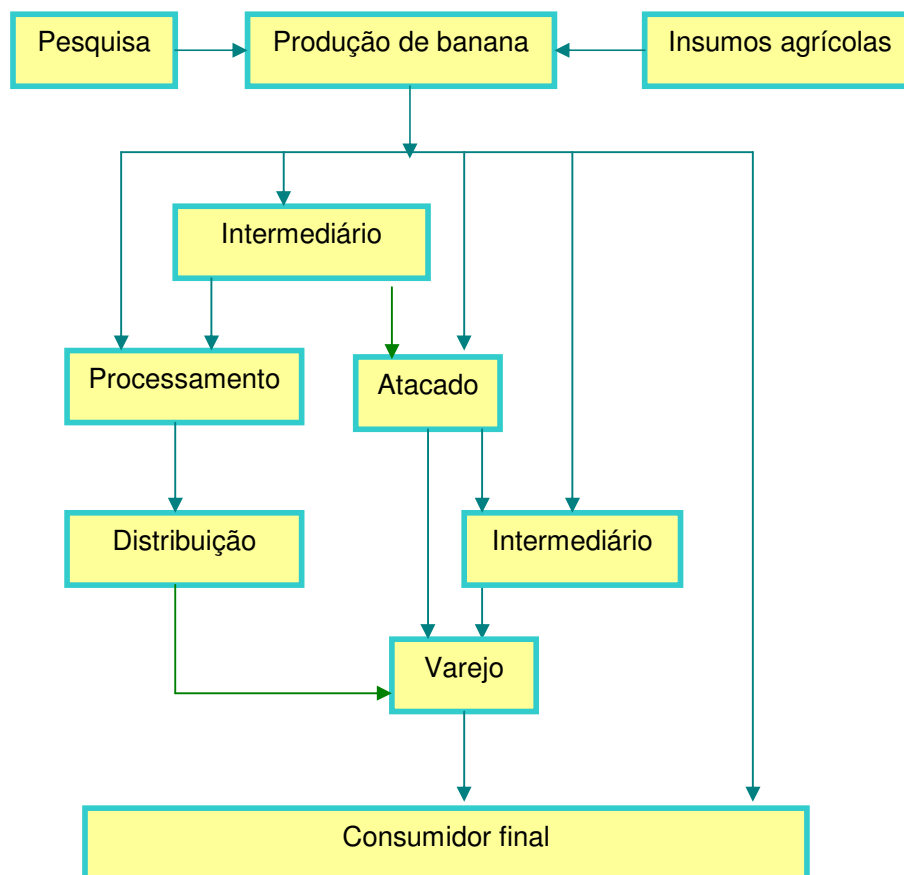 Pesquisa
Produção de banana
Insumos agrícolas
Intermediário
Processamento
Atacado
Distribuição
Intermediário
Varejo
Consumidor final